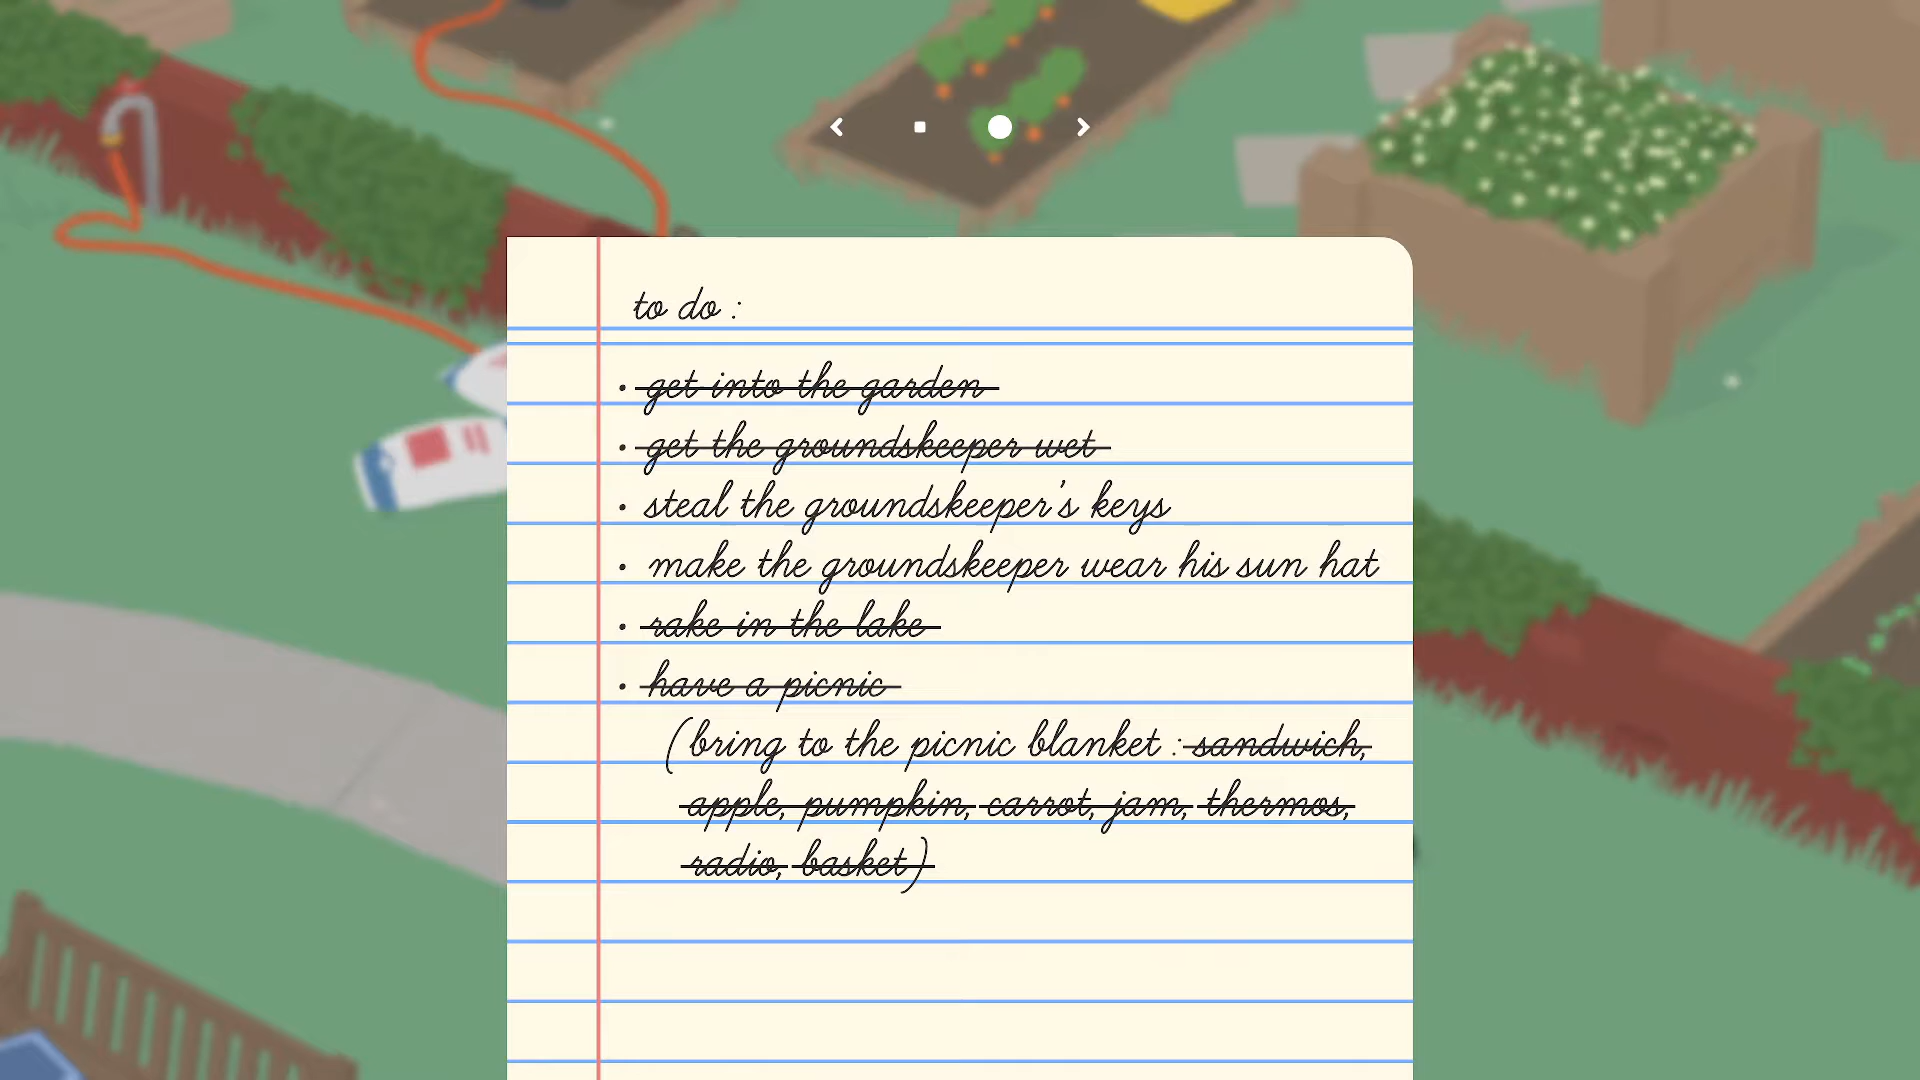 to do :
• get into the garden
• get the groundskeeper wet
• steal the groundskeeper's keys
• make the groundskeeper wear his sun hat
• rake in the lake
• have a picnic
(bring to the picnic blanket : sandwich,
apple, pumpkin, carrot, jam, thermos,
radio, basket)